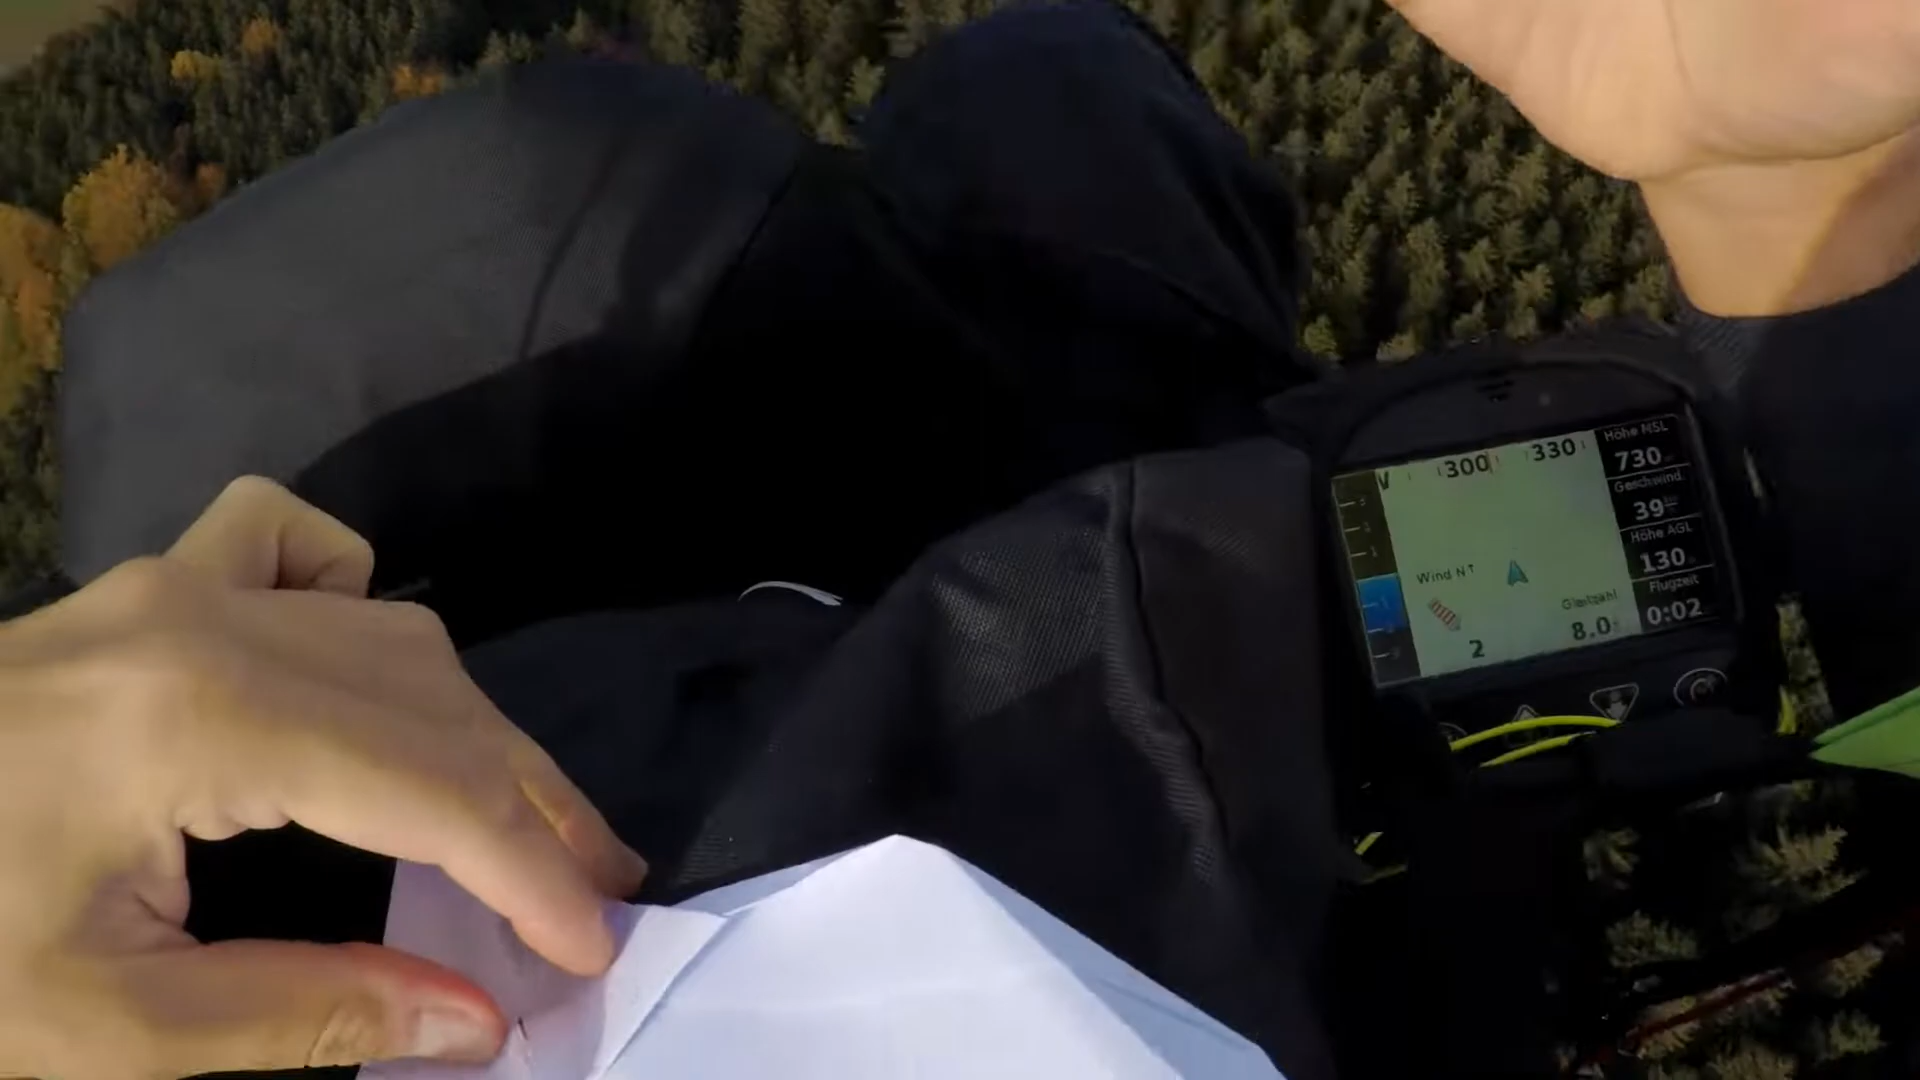 300 330
Höhe MSL
730
Geschwind.
39
Höhe AGL
130
Flugzeit
0:02
Wind
2
Gleitzahl
8.0